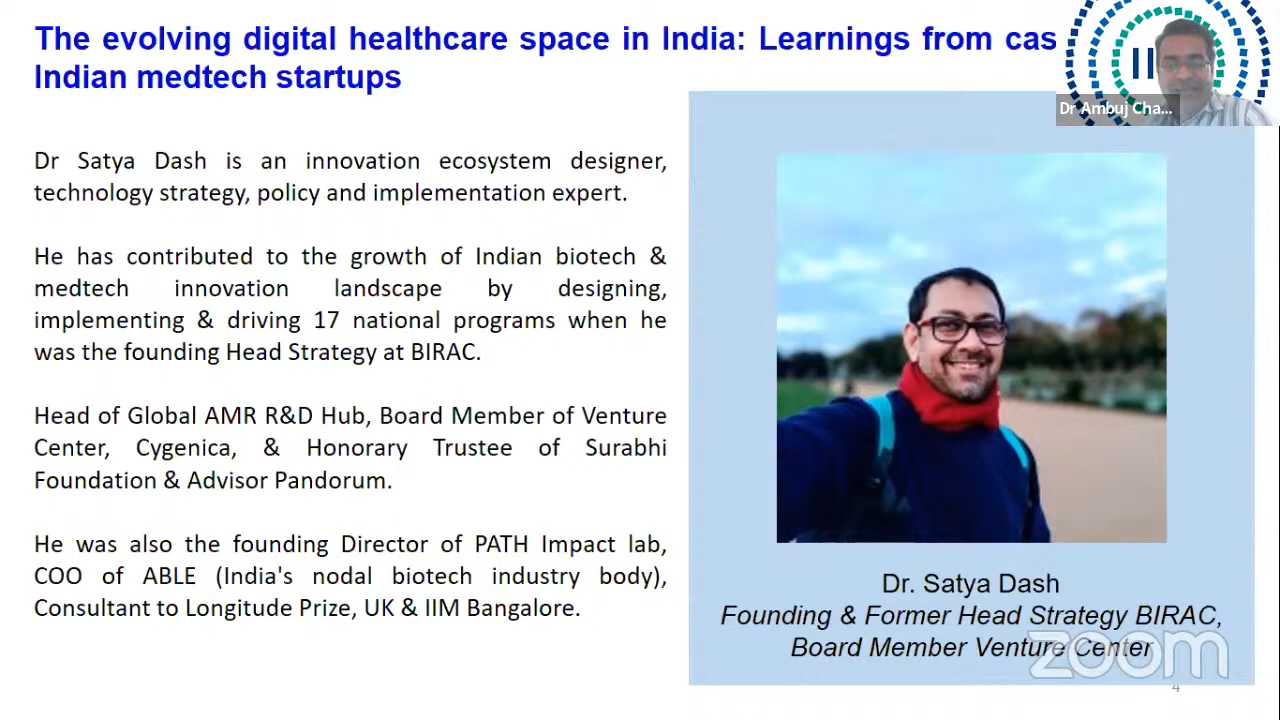 The evolving digital healthcare space in India: Learnings from cas
Indian medtech startups
Dr Ambuj Cha...
Dr Satya Dash is an innovation ecosystem designer,
technology strategy, policy and implementation expert.
He has contributed to the growth of Indian biotech &
medtech innovation landscape by designing,
implementing & driving 17 national programs when he
was the founding Head Strategy at BIRAC.
Head of Global AMR R&D Hub, Board Member of Venture
Center, Cygenica, & Honorary Trustee of Surabhi
Foundation & Advisor Pandorum.
He was also the founding Director of PATH Impact lab,
COO of ABLE (India's nodal biotech industry body),
Consultant to Longitude Prize, UK & IIM Bangalore.
Dr. Satya Dash
Founding & Former Head Strategy BIRAC,
Board Member Venture Center
zoom
4